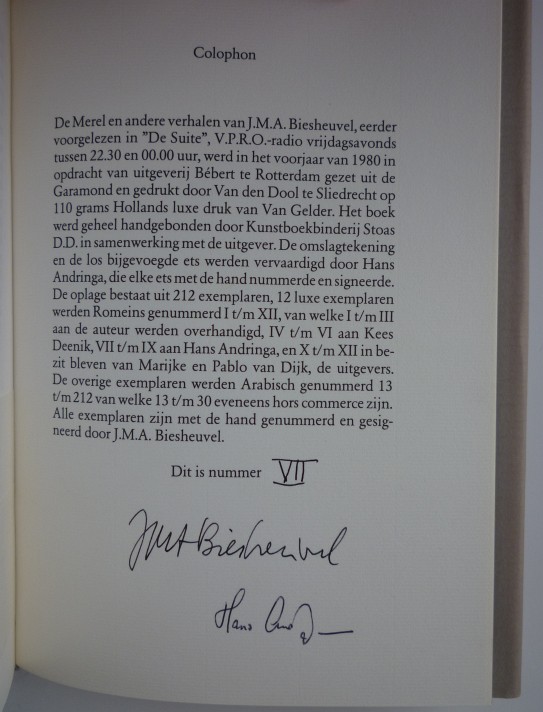 Colophon
De Merel en andere verhalen van J.M.A. Biesheuvel, eerder
voorgelezen in "De Suite", V.P.R.O.-radio vrijdagsavonds
tussen 22.30 en 00.00 uur, werd in het voorjaar van 1980 in
opdracht van uitgeverij Bébert te Rotterdam gezet uit de
Garamond en gedrukt door Van den Dool te Sliedrecht op
110 grams Hollands luxe druk van Van Gelder. Het boek
werd geheel handgebonden door Kunstboekbinderij Stoas
D.D. in samenwerking met de uitgever. De omslagtekening
en de los bijgevoegde ets werden vervaardigd door Hans
Andringa, die elke ets met de hand nummerde en signeerde.
De oplage bestaat uit 212 exemplaren, 12 luxe exemplaren
werden Romeins genummerd I t/m XII, van welke I t/m III
aan de auteur werden overhandigd, IV t/m VI aan Kees
Deenik, VII t/m IX aan Hans Andringa, en X t/m XII in be-
zit bleven van Marijke en Pablo van Dijk, de uitgevers.
De overige exemplaren werden Arabisch genummerd 13
t/m 212 van welke 13 t/m 30 eveneens hors commerce zijn.
Alle exemplaren zijn met de hand genummerd en gesig-
neerd door J.M.A. Biesheuvel.
Dit is nummer VII
JMA Biesheuvel
Hans